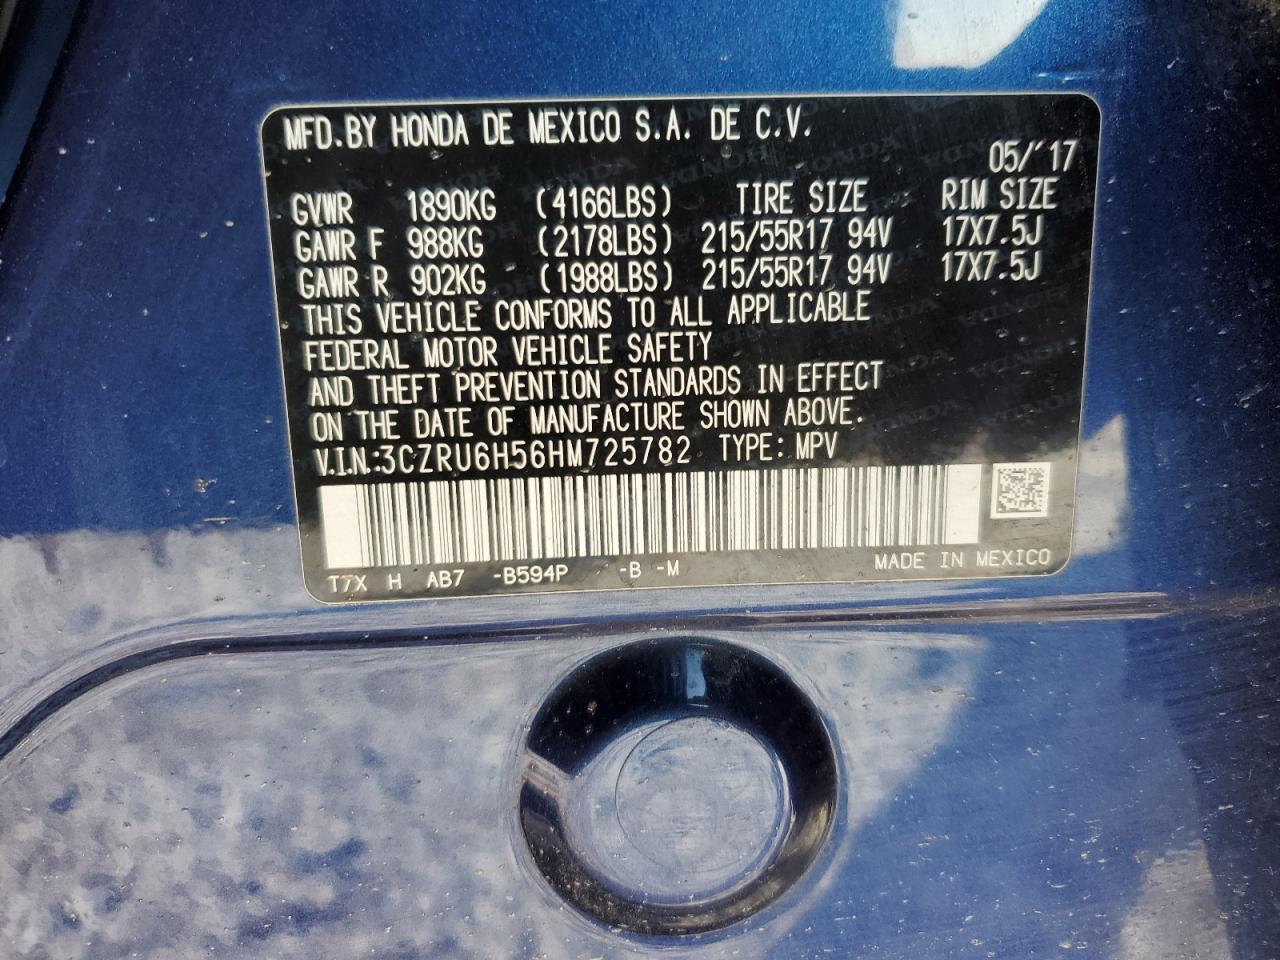 MFD.BY HONDA DE MEXICO S.A. DE C.V.
05/'17
GVWR 1890KG (4166LBS) TIRE SIZE RIM SIZE
GAWR F 988KG (2178LBS) 215/55R17 94V 17X7.5J
GAWR R 902KG (1988LBS) 215/55R17 94V 17X7.5J
THIS VEHICLE CONFORMS TO ALL APPLICABLE
FEDERAL MOTOR VEHICLE SAFETY
AND THEFT PREVENTION STANDARDS IN EFFECT
ON THE DATE OF MANUFACTURE SHOWN ABOVE.
V.I.N.:3CZRU6H56HM725782 TYPE: MPV
T7X H AB7 -B594P -B -M MADE IN MEXICO